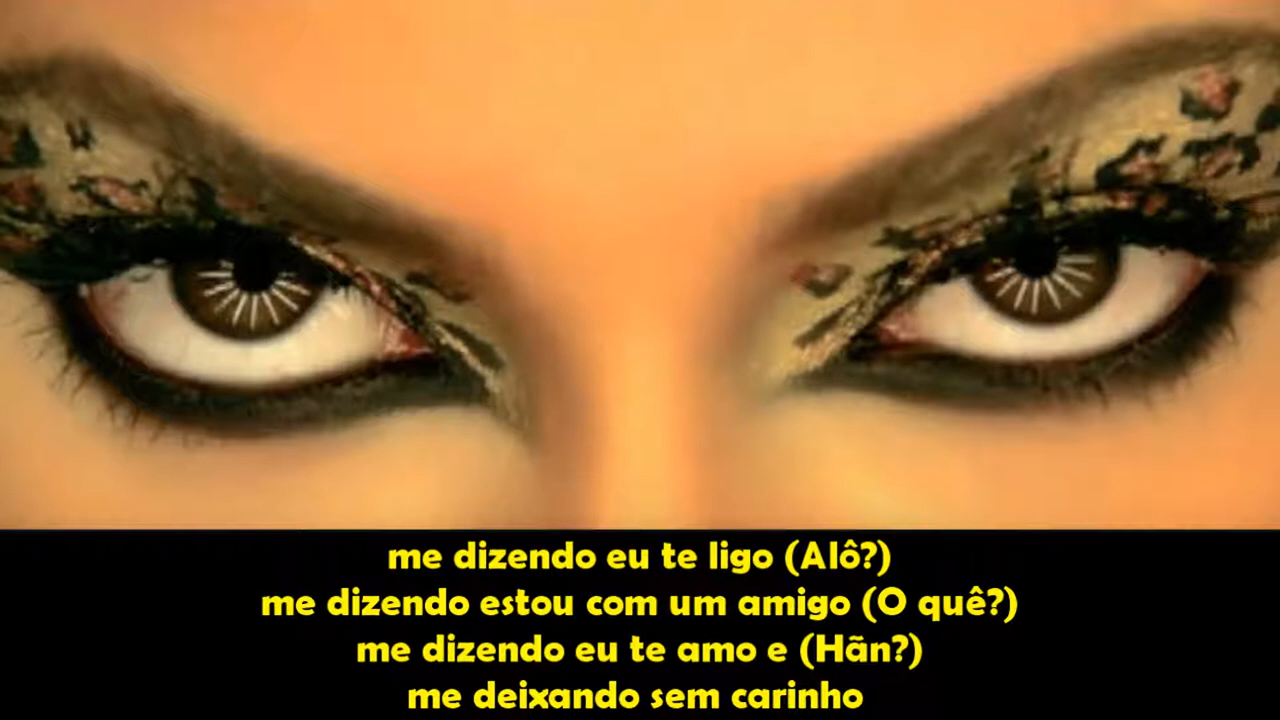 me dizendo eu te ligo (Alô?)
me dizendo estou com um amigo (O quê?)
me dizendo eu te amo e (Hãn?)
me deixando sem carinho